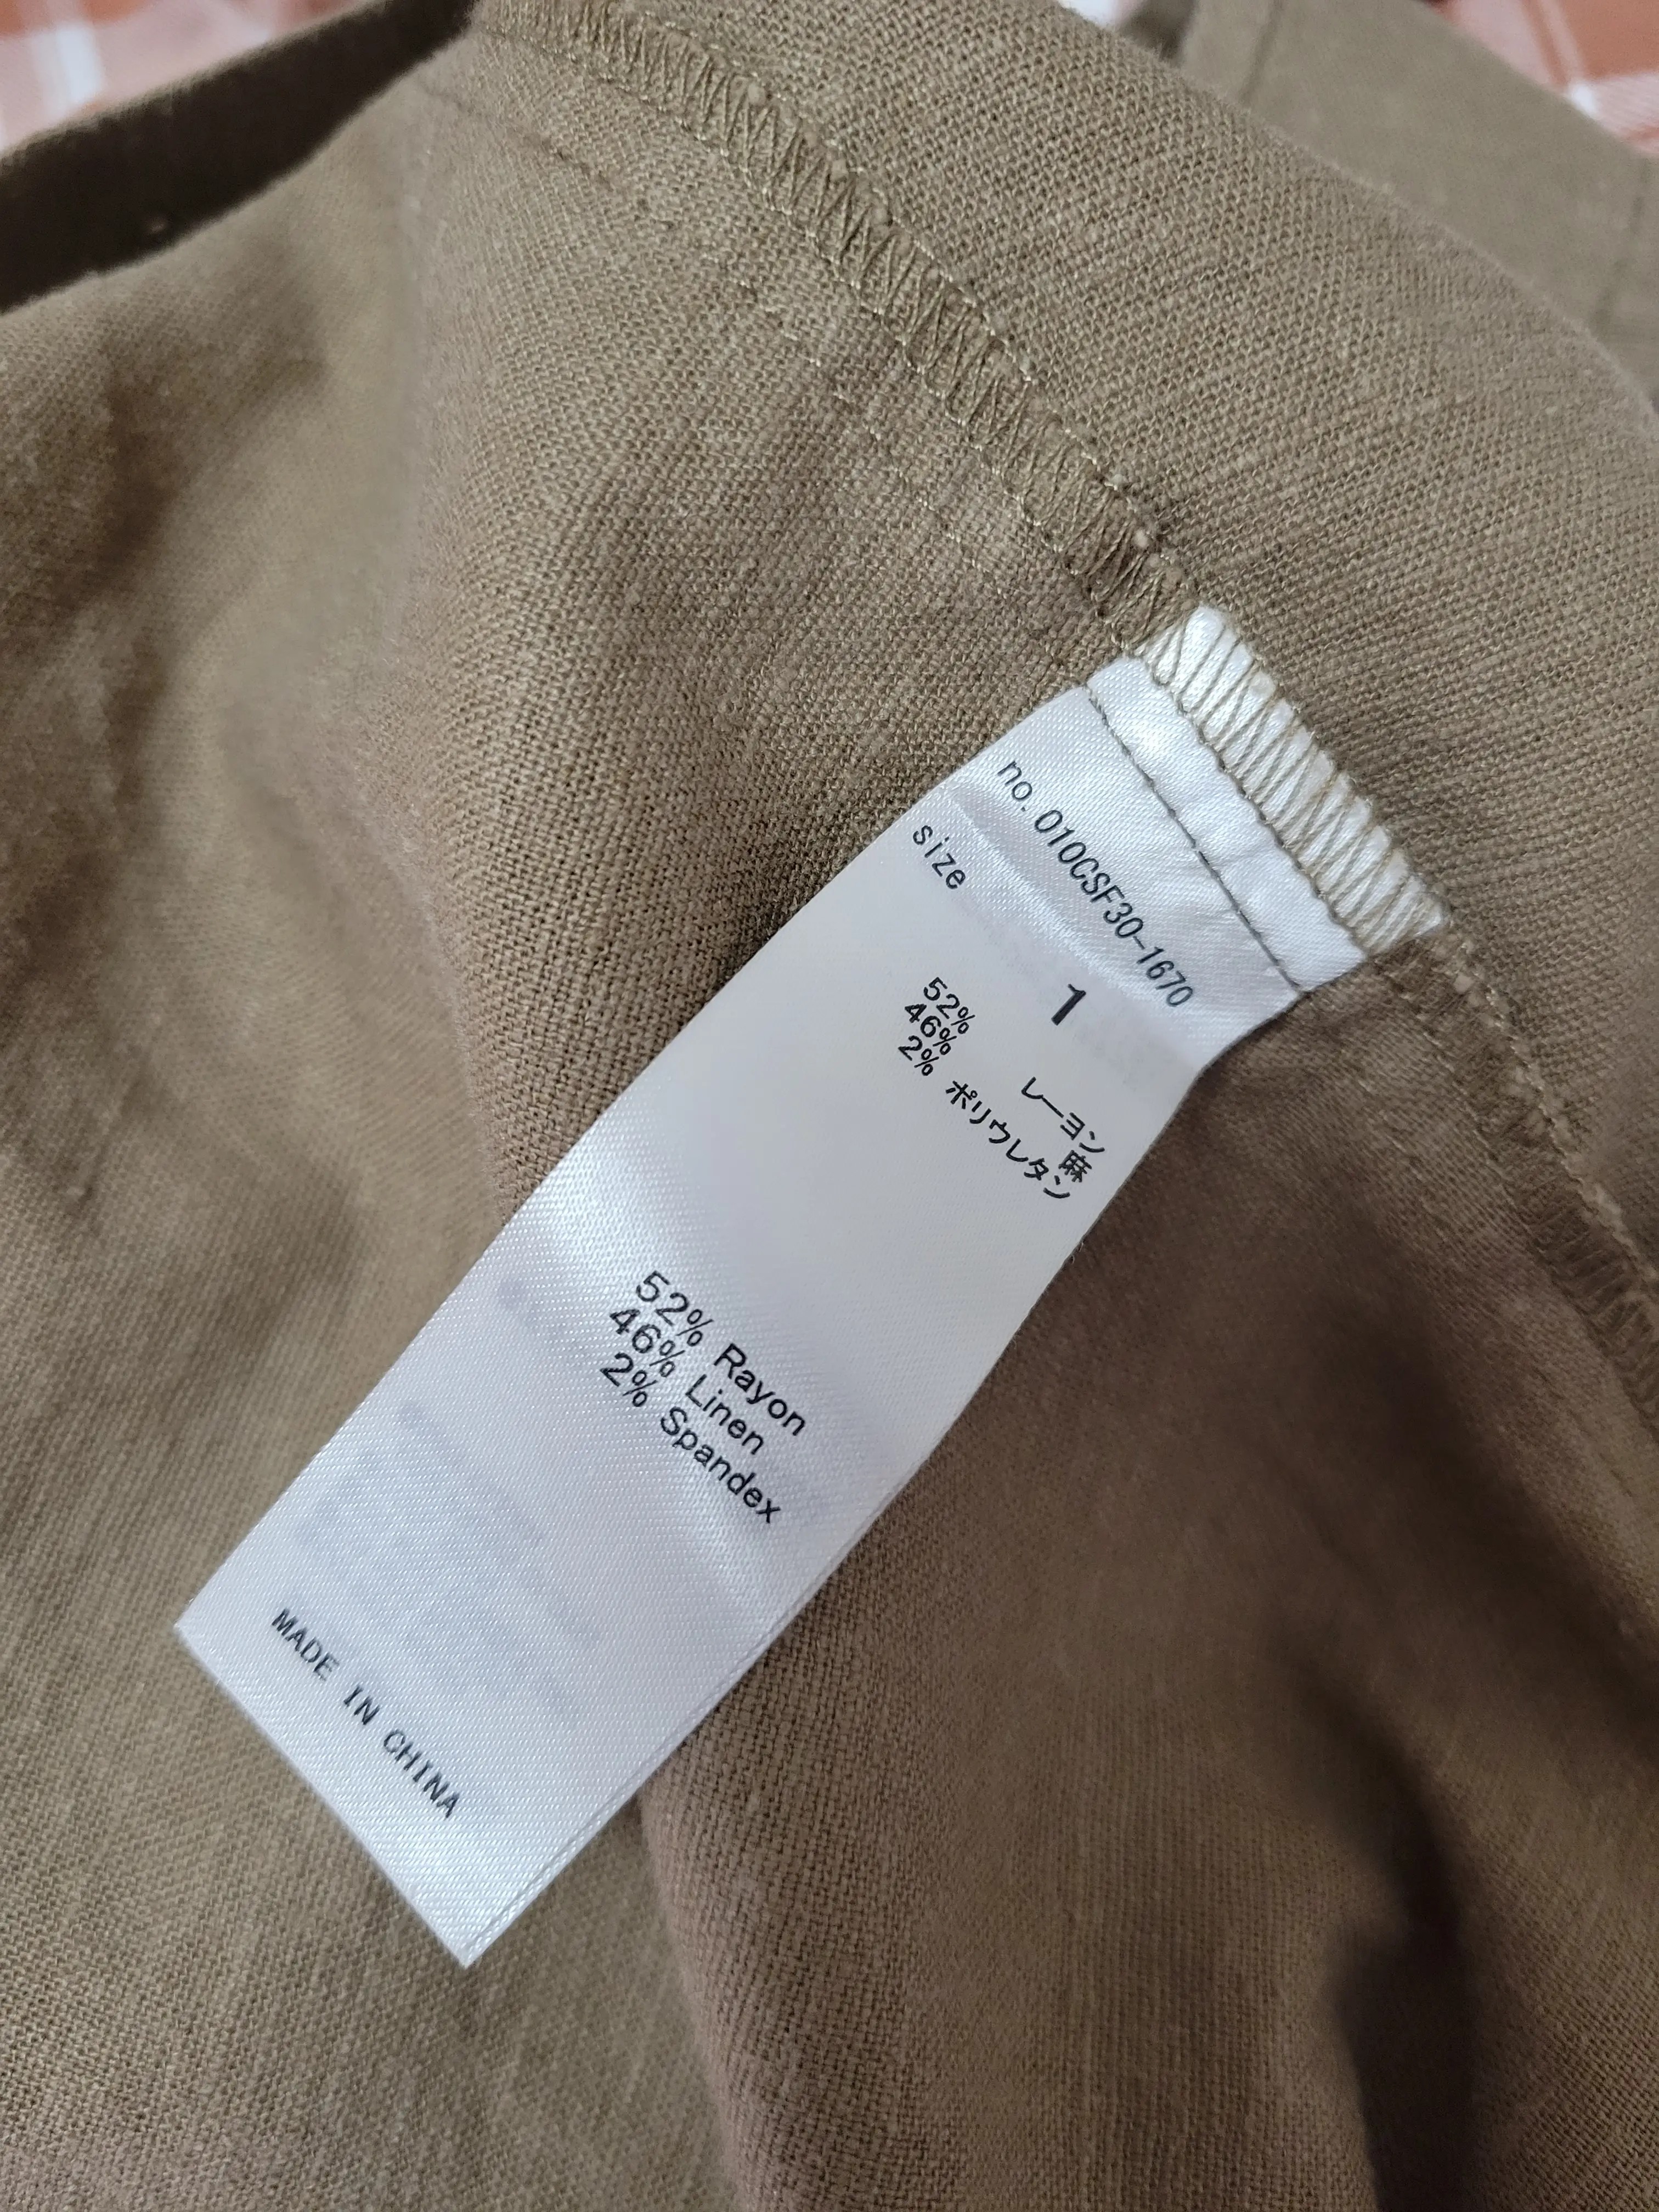 no. 010CSF30-1670
size 1
52% レーヨン
46% 麻
2% ポリウレタン
52% Rayon
46% Linen
2% Spandex
MADE IN CHINA